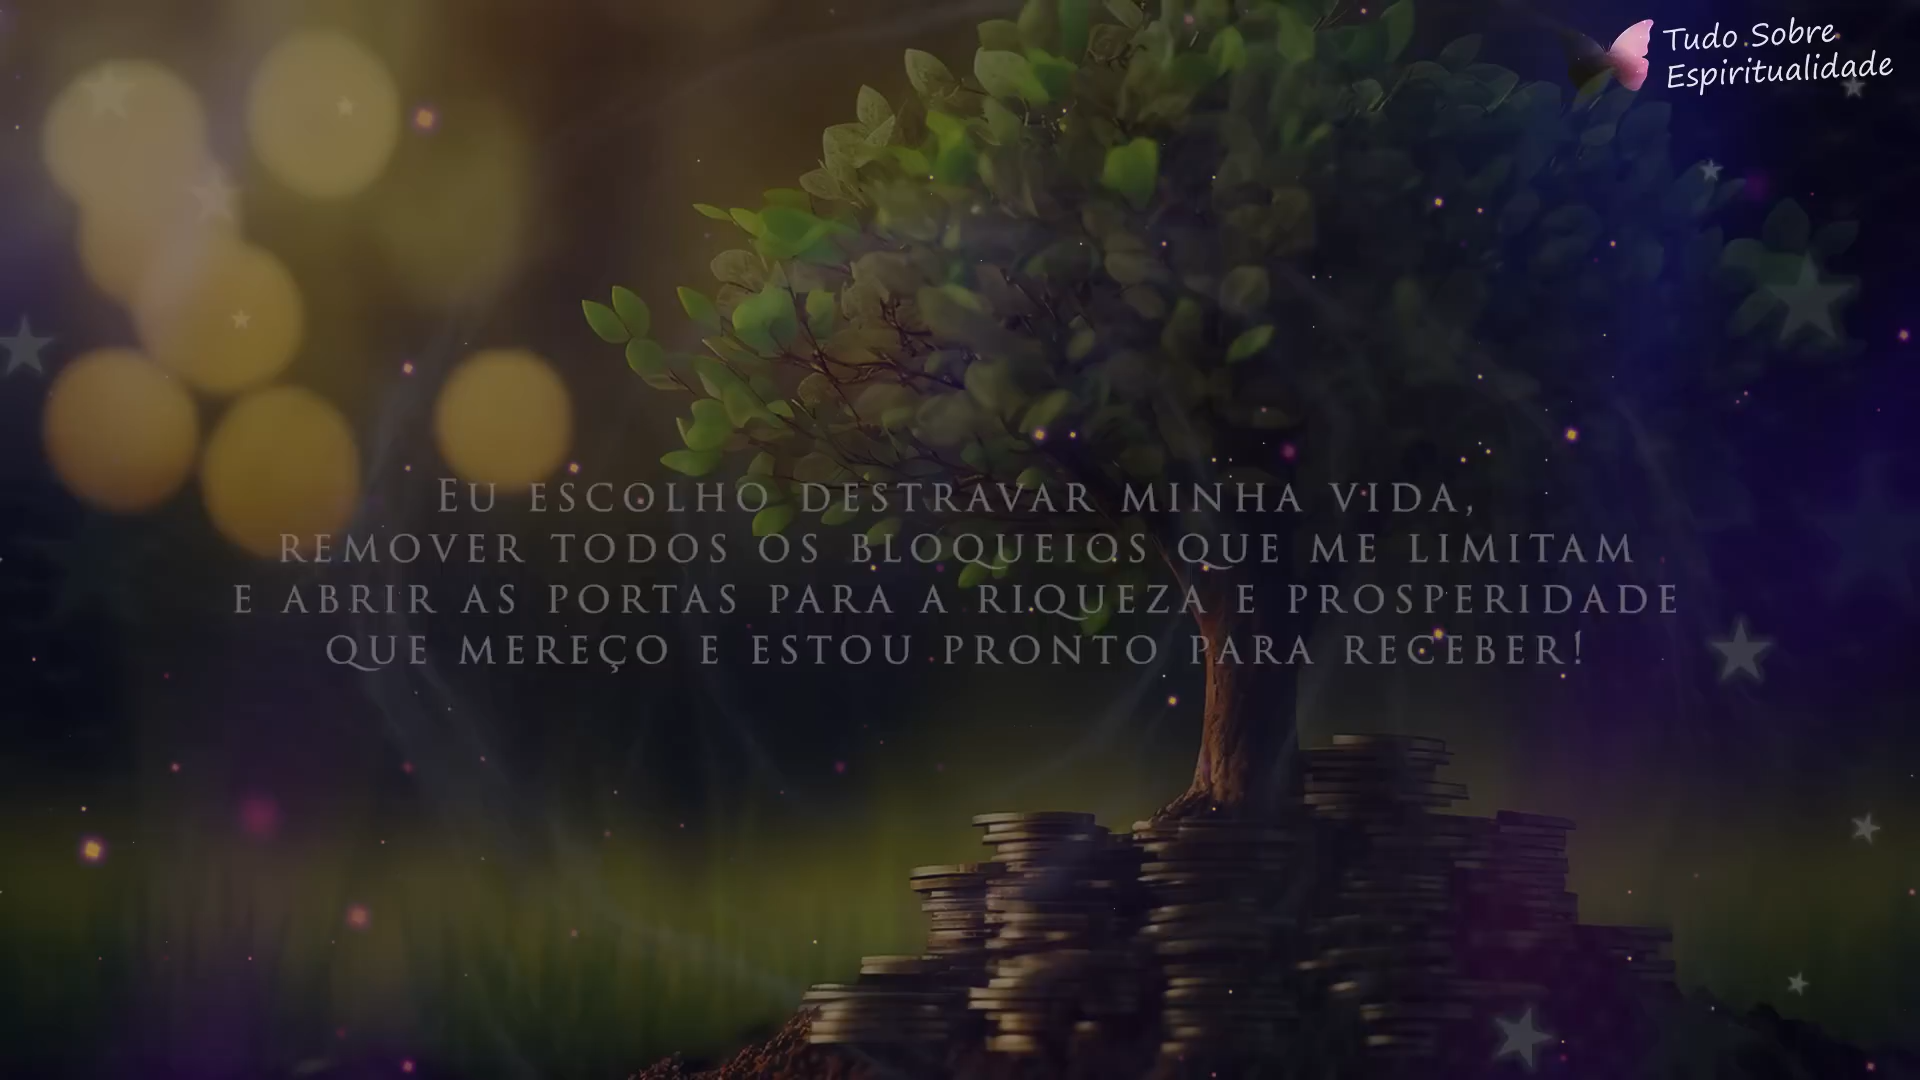 Tudo Sobre
Espiritualidade
Eu escolho destravar minha vida,
remover todos os bloqueios que me limitam
e abrir as portas para a riqueza e prosperidade
que mereço e estou pronto para receber!